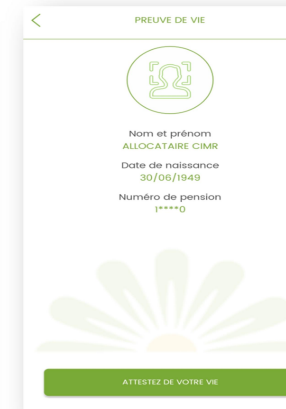 PREUVE DE VIE
Nom et prénom
ALLOCATAIRE CIMR
Date de naissance
30/06/1949
Numéro de pension
1****0
ATTESTEZ DE VOTRE VIE